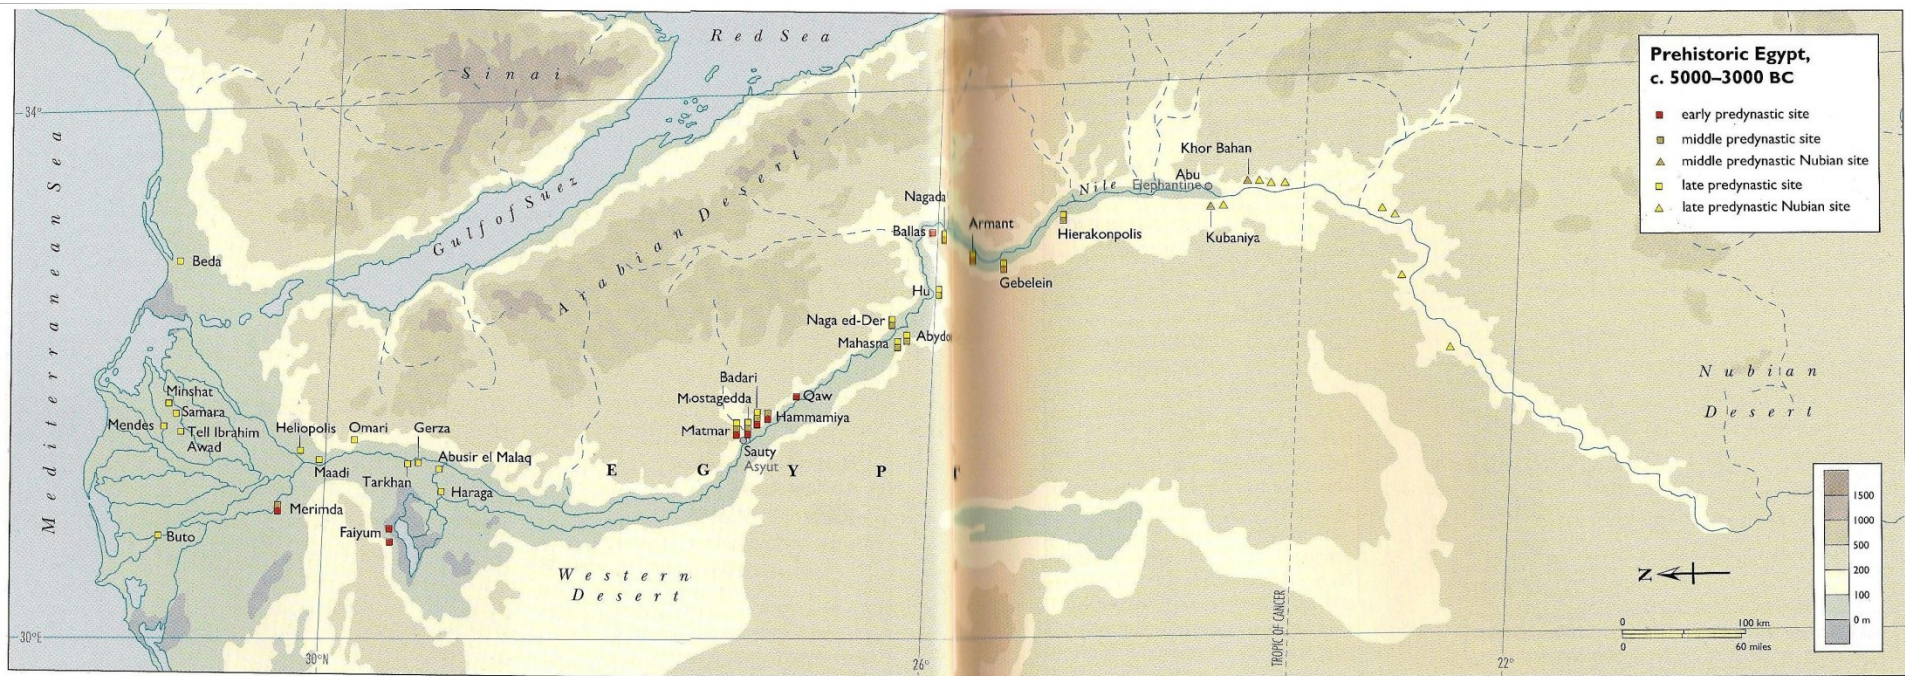 Prehistoric Egypt,
c. 5000–3000 BC
early predynastic site
middle predynastic site
middle predynastic Nubian site
late predynastic site
late predynastic Nubian site
Red Sea
Sinai
34°
Mediterranean Sea
Gulf of Suez
Arabian Desert
Khor Bahan
Abu
Nile
Elephantine
Nagada
Armant
Ballas
Hierakonpolis
Kubaniya
Beda
Gebelein
Hu
Naga ed-Der
Mahasna
Abydo
Badari
Mostagedda
Qaw
Hammamiya
Matmar
Sauty
Asyut
Minshat
Samara
Mendes
Tell Ibrahim
Awad
Heliopolis
Omari
Gerza
Maadi
Abusir el Malaq
Tarkhan
Haraga
EGYPT
Merimda
Faiyum
Buto
Western
Desert
Nubian
Desert
1500
1000
500
200
100
0 m
N
0 100 km
0 60 miles
TROPIC OF CANCER
30°E
30°N
26°
22°